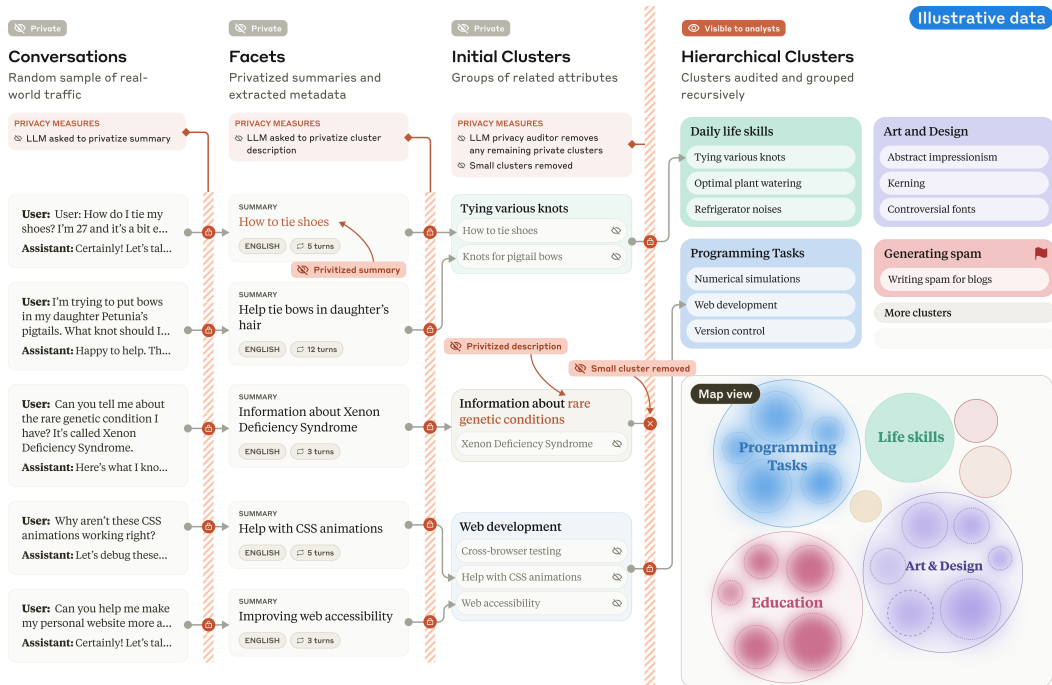 Illustrative data
Private
Conversations
Random sample of real-
world traffic
PRIVACY MEASURES
LLM asked to privatize summary
User: User: How do I tie my
shoes? I'm 27 and it's a bit e...
Assistant: Certainly! Let's tal...
User: I'm trying to put bows
in my daughter Petunia's
pigtails. What knot should I...
Assistant: Happy to help. Th...
User: Can you tell me about
the rare genetic condition I
have? It's called Xenon
Deficiency Syndrome.
Assistant: Here's what I kno...
User: Why aren't these CSS
animations working right?
Assistant: Let's debug these...
User: Can you help me make
my personal website more a...
Assistant: Certainly! Let's tal...
Private
Facets
Privatized summaries and
extracted metadata
PRIVACY MEASURES
LLM asked to privatize cluster
description
SUMMARY
How to tie shoes
ENGLISH
5 turns
Privitized summary
SUMMARY
Help tie bows in daughter's
hair
ENGLISH
12 turns
SUMMARY
Information about Xenon
Deficiency Syndrome
ENGLISH
3 turns
SUMMARY
Help with CSS animations
ENGLISH
5 turns
SUMMARY
Improving web accessibility
ENGLISH
3 turns
Private
Initial Clusters
Groups of related attributes
PRIVACY MEASURES
LLM privacy auditor removes
any remaining private clusters
Small clusters removed
Tying various knots
How to tie shoes
Knots for pigtail bows
Privitized description
Small cluster removed
Information about rare
genetic conditions
Xenon Deficiency Syndrome
Web development
Cross-browser testing
Help with CSS animations
Web accessibility
Visible to analysts
Hierarchical Clusters
Clusters audited and grouped
recursively
Daily life skills
Tying various knots
Optimal plant watering
Refrigerator noises
Art and Design
Abstract impressionism
Kerning
Controversial fonts
Programming Tasks
Numerical simulations
Web development
Version control
Generating spam
Writing spam for blogs
More clusters
Map view
Programming
Tasks
Life skills
Education
Art & Design